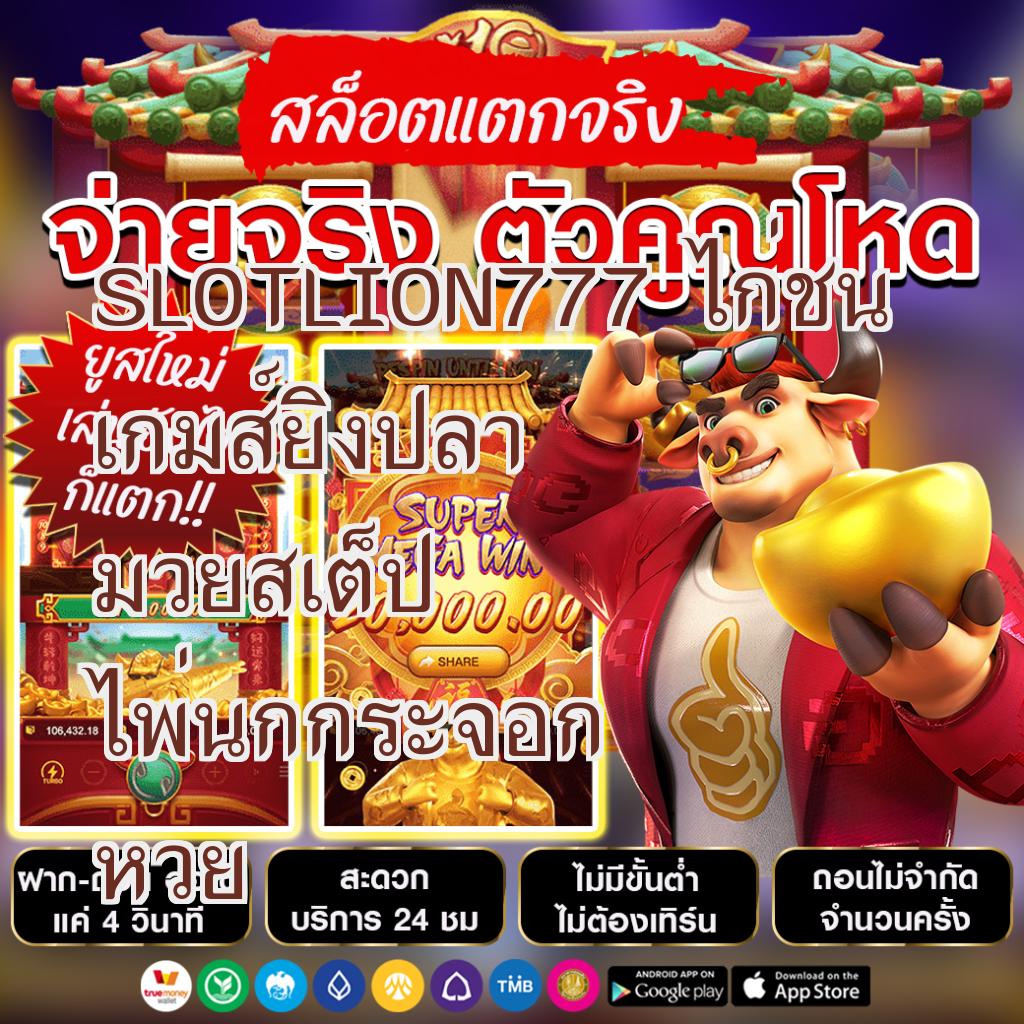 สล็อตแตกจริง
จ่ายจริง ตัวคูณโหด
SLOTLION777 ไก่ชน
ยูสใหม่
ก็แตก!!
เกมส์ยิงปลา
SUPER
MEGA WIN
มวยสเต็ป
SHARE
ไพ่นกกระจอก
106,432.18
TURBO
หวย
แค่ 4 วินาที
สะดวก
บริการ 24 ชม
ไม่มีขั้นต่ำ
ไม่ต้องเทิร์น
ถอนไม่จำกัด
จำนวนครั้ง
truemoney
wallet
TMB
ANDROID APP ON
Google play
Download on the
App Store